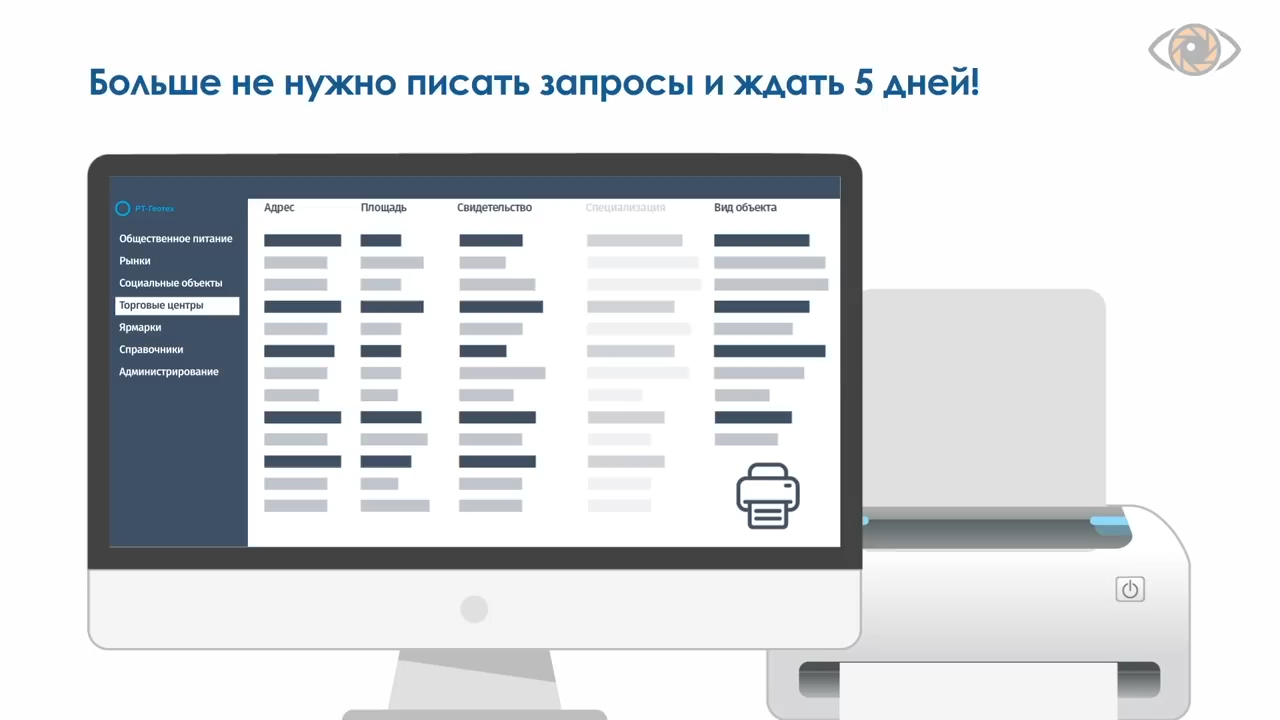 Больше не нужно писать запросы и ждать 5 дней!
РТ-Геотех
Общественное питание
Рынки
Социальные объекты
Торговые центры
Ярмарки
Справочники
Администрирование
Адрес Площадь Свидетельство Специализация Вид объекта